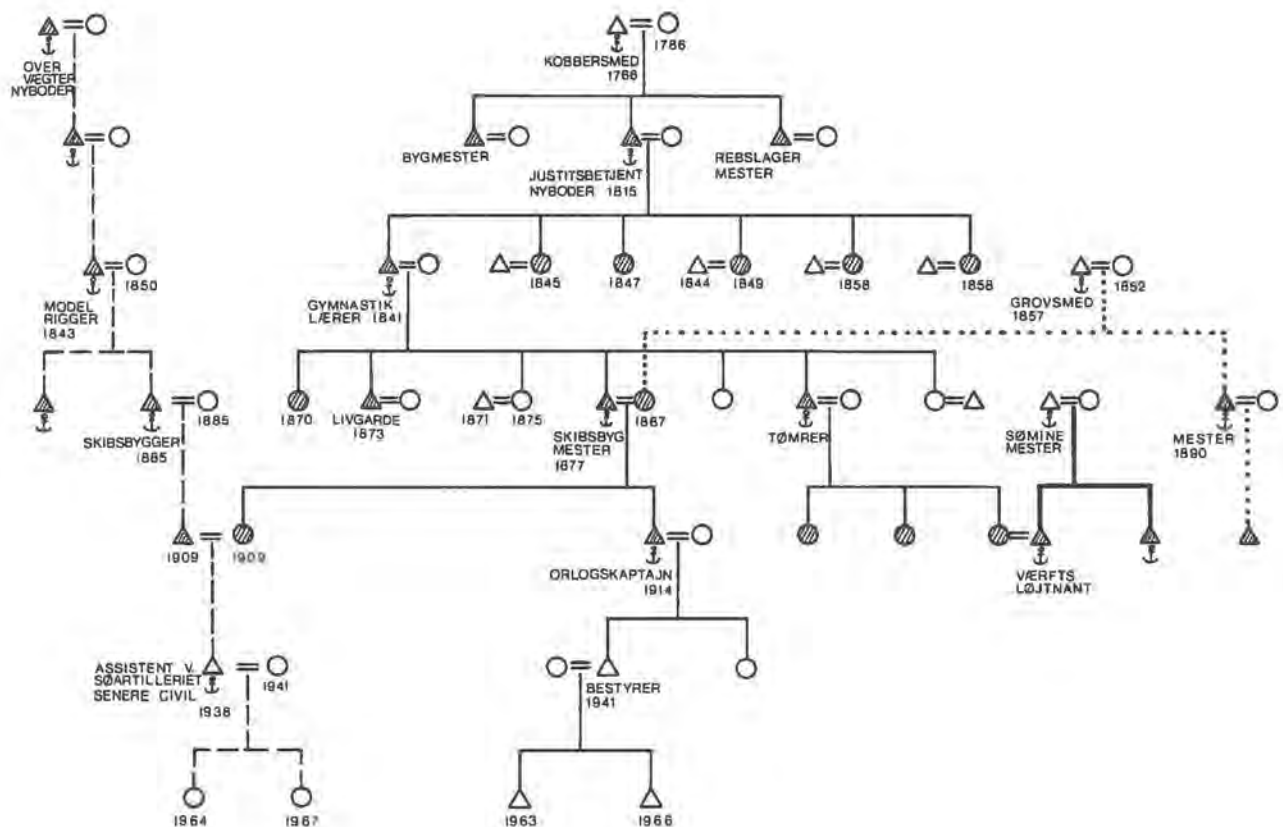 OVER
VÆGTER
NYBODER
1786
KOBBERSMED
1766
BYGMESTER
JUSTITSBETJENT
NYBODER 1815
REBSLAGER
MESTER
1850
MODEL
RIGGER
1843
GYMNASTIK
LÆRER 1841
1845
1847
1844
1849
1858
1858
1852
GROVSMED
1857
1885
SKIBSBYGGER
1885
1870
LIVGARDE
1873
1871
1875
SKIBSBYG
MESTER
1877
1867
TØMRER
SØMINE
MESTER
MESTER
1890
1909
1909
ORLOGSKAPTAJN
1914
VÆRFTS
LØJTNANT
ASSISTENT V.
SØARTILLERIET
SENERE CIVIL
1938
1941
BESTYRER
1941
1964
1967
1963
1966